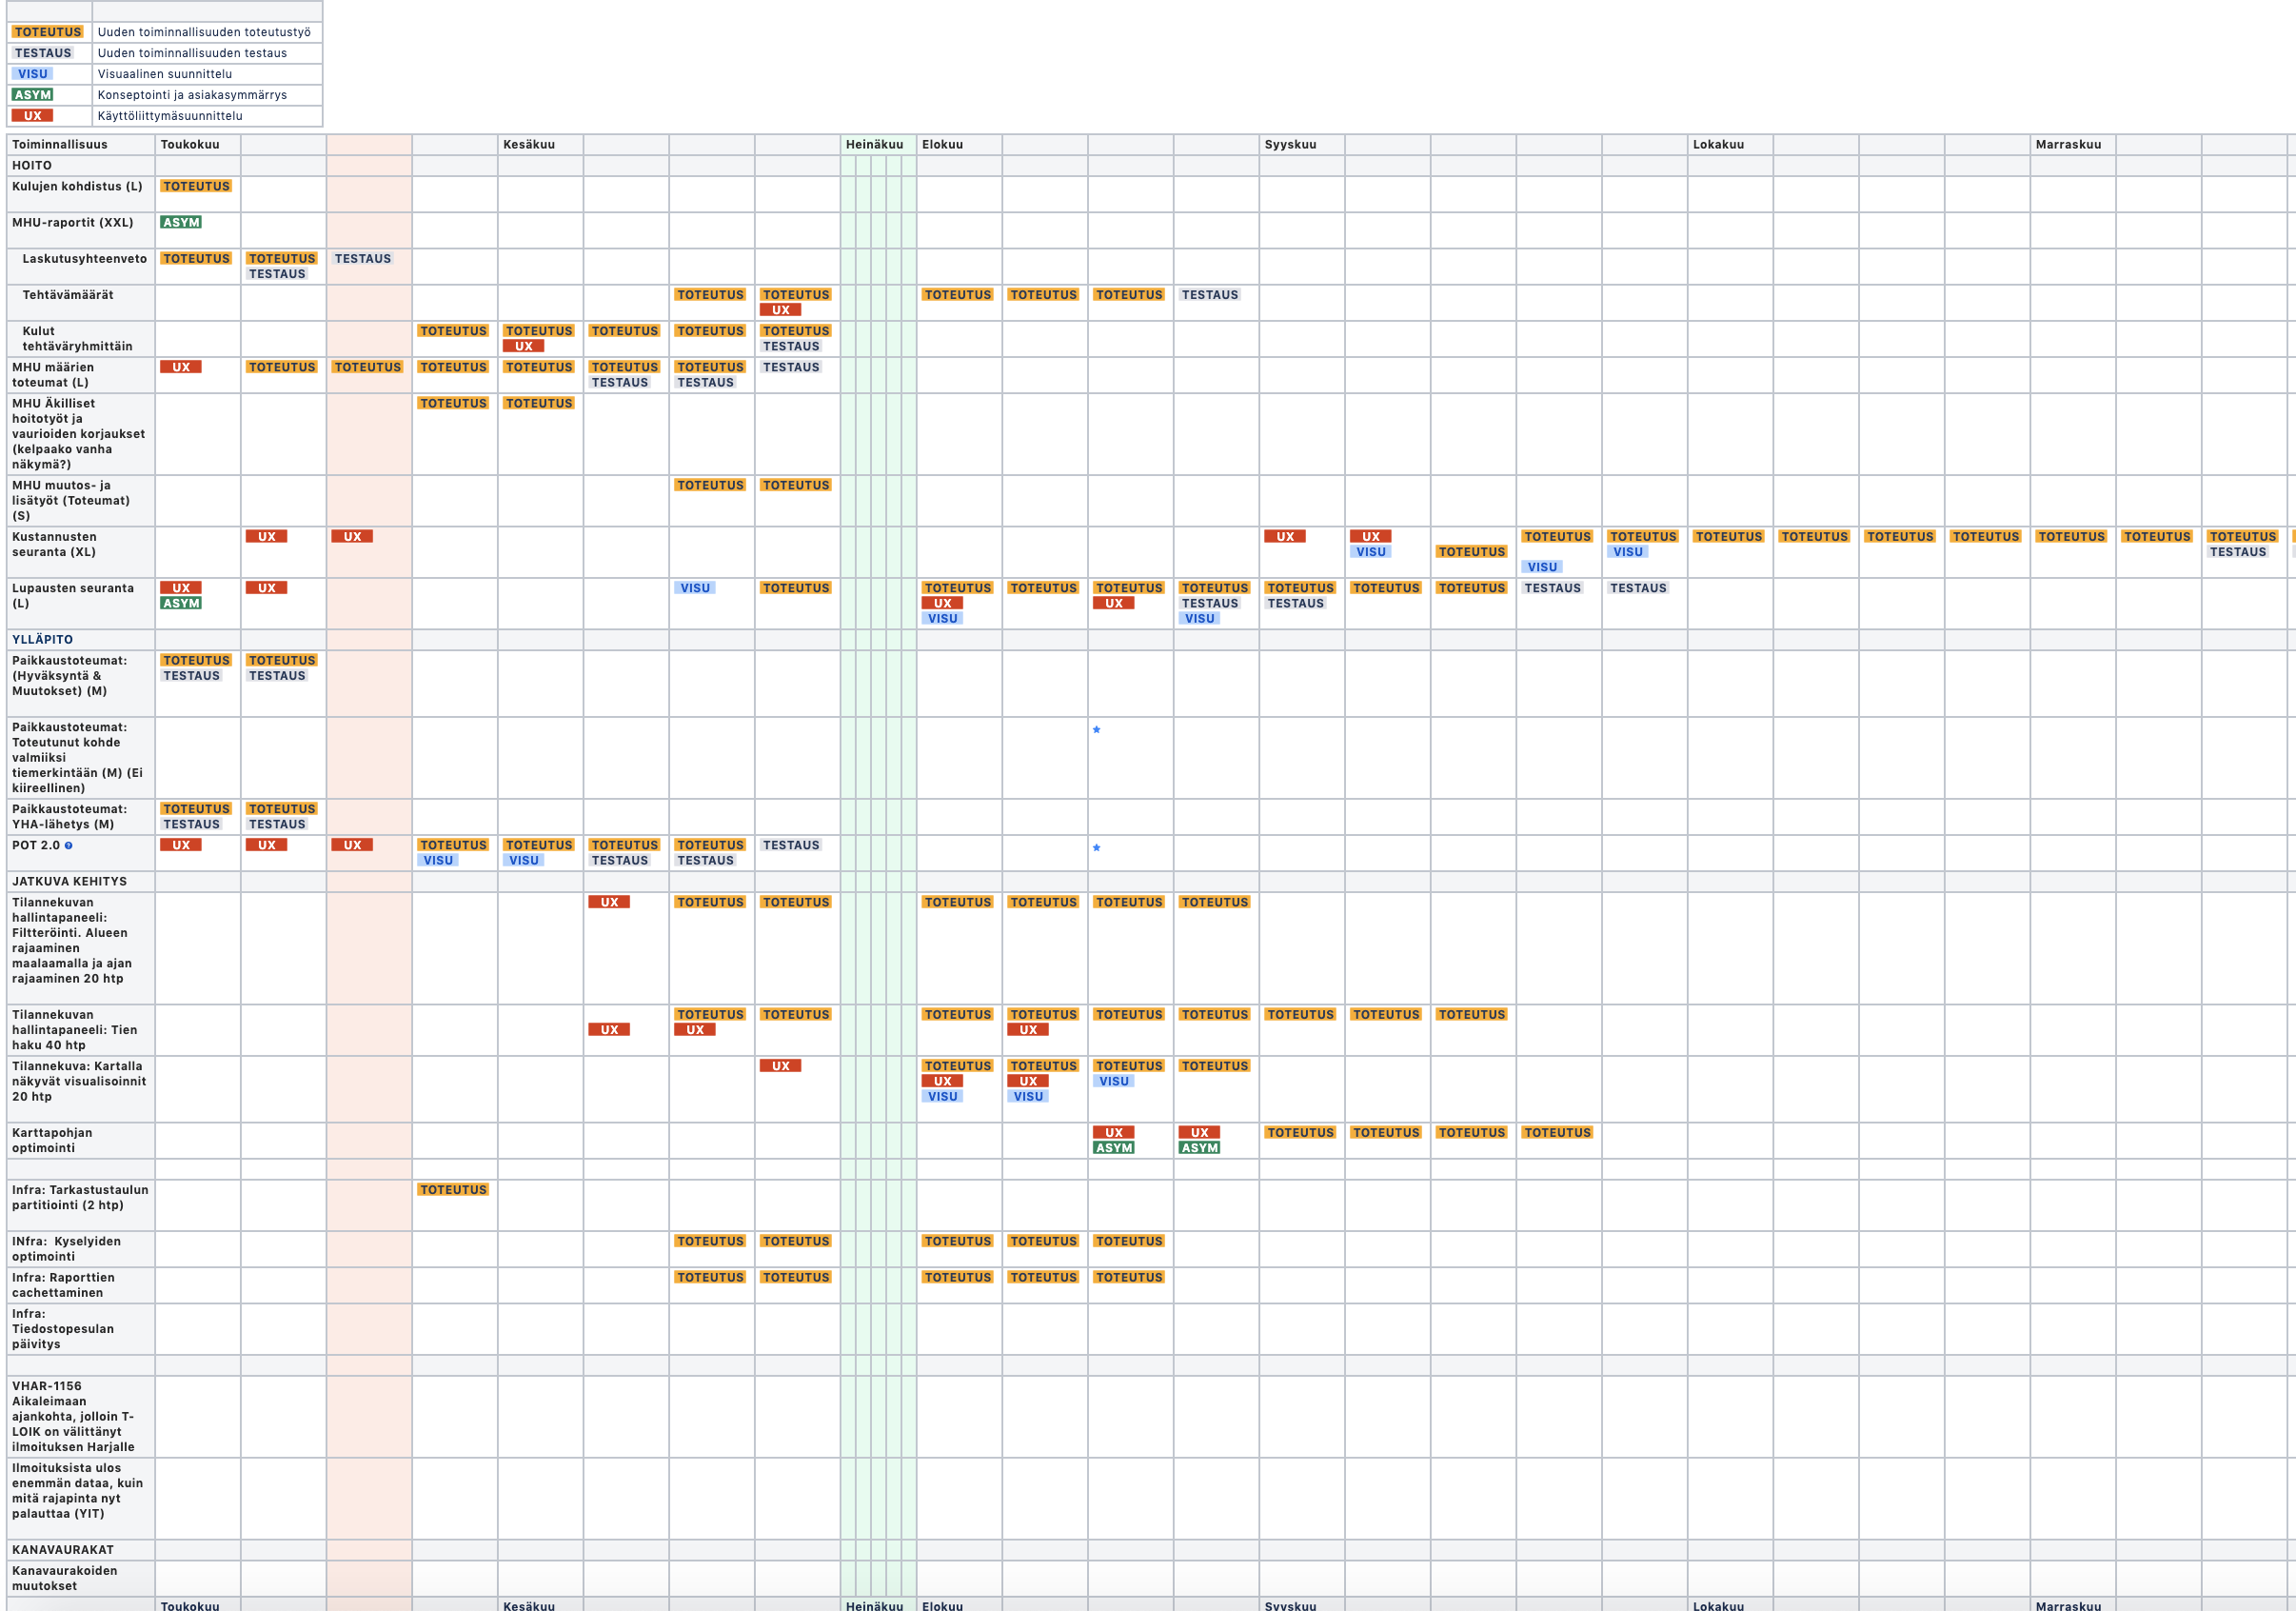 TOTEUTUS Uuden toiminnallisuuden toteutustyö
TESTAUS Uuden toiminnallisuuden testaus
VISU Visuaalinen suunnittelu
ASYM Konseptointi ja asiakasymmärrys
UX Käyttöliittymäsuunnittelu
Toiminnallisuus Toukokuu Kesäkuu Heinäkuu Elokuu Syyskuu Lokakuu Marraskuu
HOITO
Kulujen kohdistus (L) TOTEUTUS
MHU-raportit (XXL) ASYM
Laskutusyhteenveto TOTEUTUS TOTEUTUS TESTAUS
TESTAUS
Tehtävämäärät TOTEUTUS TOTEUTUS TOTEUTUS TOTEUTUS TOTEUTUS TESTAUS
UX
Kulut TOTEUTUS TOTEUTUS TOTEUTUS TOTEUTUS TOTEUTUS
tehtäväryhmittäin UX TESTAUS
MHU määrien UX TOTEUTUS TOTEUTUS TOTEUTUS TOTEUTUS TOTEUTUS TOTEUTUS TESTAUS
toteumat (L) TESTAUS TESTAUS
MHU Äkilliset TOTEUTUS TOTEUTUS
hoitotyöt ja
vaurioiden korjaukset
(kelpaako vanha
näkymä?)
MHU muutos- ja TOTEUTUS TOTEUTUS
lisätyöt (Toteumat)
(S)
Kustannusten UX UX UX UX TOTEUTUS TOTEUTUS TOTEUTUS TOTEUTUS TOTEUTUS TOTEUTUS TOTEUTUS TOTEUTUS TOTEUTUS
seuranta (XL) VISU TOTEUTUS VISU TESTAUS
VISU
Lupausten seuranta UX UX VISU TOTEUTUS TOTEUTUS TOTEUTUS TOTEUTUS TOTEUTUS TOTEUTUS TOTEUTUS TOTEUTUS TESTAUS TESTAUS
(L) ASYM UX UX TESTAUS TESTAUS
VISU VISU
YLLÄPITO
Paikkaustoteumat: TOTEUTUS TOTEUTUS
(Hyväksyntä & TESTAUS TESTAUS
Muutokset) (M)
Paikkaustoteumat:
Toteutunut kohde
valmiiksi
tiemerkintään (M) (Ei
kiireellinen)
Paikkaustoteumat: TOTEUTUS TOTEUTUS
YHA-lähetys (M) TESTAUS TESTAUS
POT 2.0 UX UX UX TOTEUTUS TOTEUTUS TOTEUTUS TOTEUTUS TESTAUS
VISU VISU TESTAUS TESTAUS
JATKUVA KEHITYS
Tilannekuvan UX TOTEUTUS TOTEUTUS TOTEUTUS TOTEUTUS TOTEUTUS TOTEUTUS
hallintapaneeli:
Filtteröinti. Alueen
rajaaminen
maalaamalla ja ajan
rajaaminen 20 htp
Tilannekuvan TOTEUTUS TOTEUTUS TOTEUTUS TOTEUTUS TOTEUTUS TOTEUTUS TOTEUTUS TOTEUTUS TOTEUTUS
hallintapaneeli: Tien UX UX UX
haku 40 htp
Tilannekuva: Kartalla UX TOTEUTUS TOTEUTUS TOTEUTUS TOTEUTUS
näkyvät visualisoinnit UX UX VISU
20 htp VISU VISU
Karttapohjan UX UX TOTEUTUS TOTEUTUS TOTEUTUS TOTEUTUS
optimointi ASYM ASYM
Infra: Tarkastustaulun TOTEUTUS
partitiointi (2 htp)
INfra: Kyselyiden TOTEUTUS TOTEUTUS TOTEUTUS TOTEUTUS TOTEUTUS
optimointi
Infra: Raporttien TOTEUTUS TOTEUTUS TOTEUTUS TOTEUTUS TOTEUTUS
cachettaminen
Infra:
Tiedostopesulan
päivitys
VHAR-1156
Aikaleimaan
ajankohta, jolloin T-
LOIK on välittänyt
ilmoituksen Harjalle
Ilmoituksista ulos
enemmän dataa, kuin
mitä rajapinta nyt
palauttaa (YIT)
KANAVAURAKAT
Kanavaurakoiden
muutokset
Toukokuu Kesäkuu Heinäkuu Elokuu Syyskuu Lokakuu Marraskuu